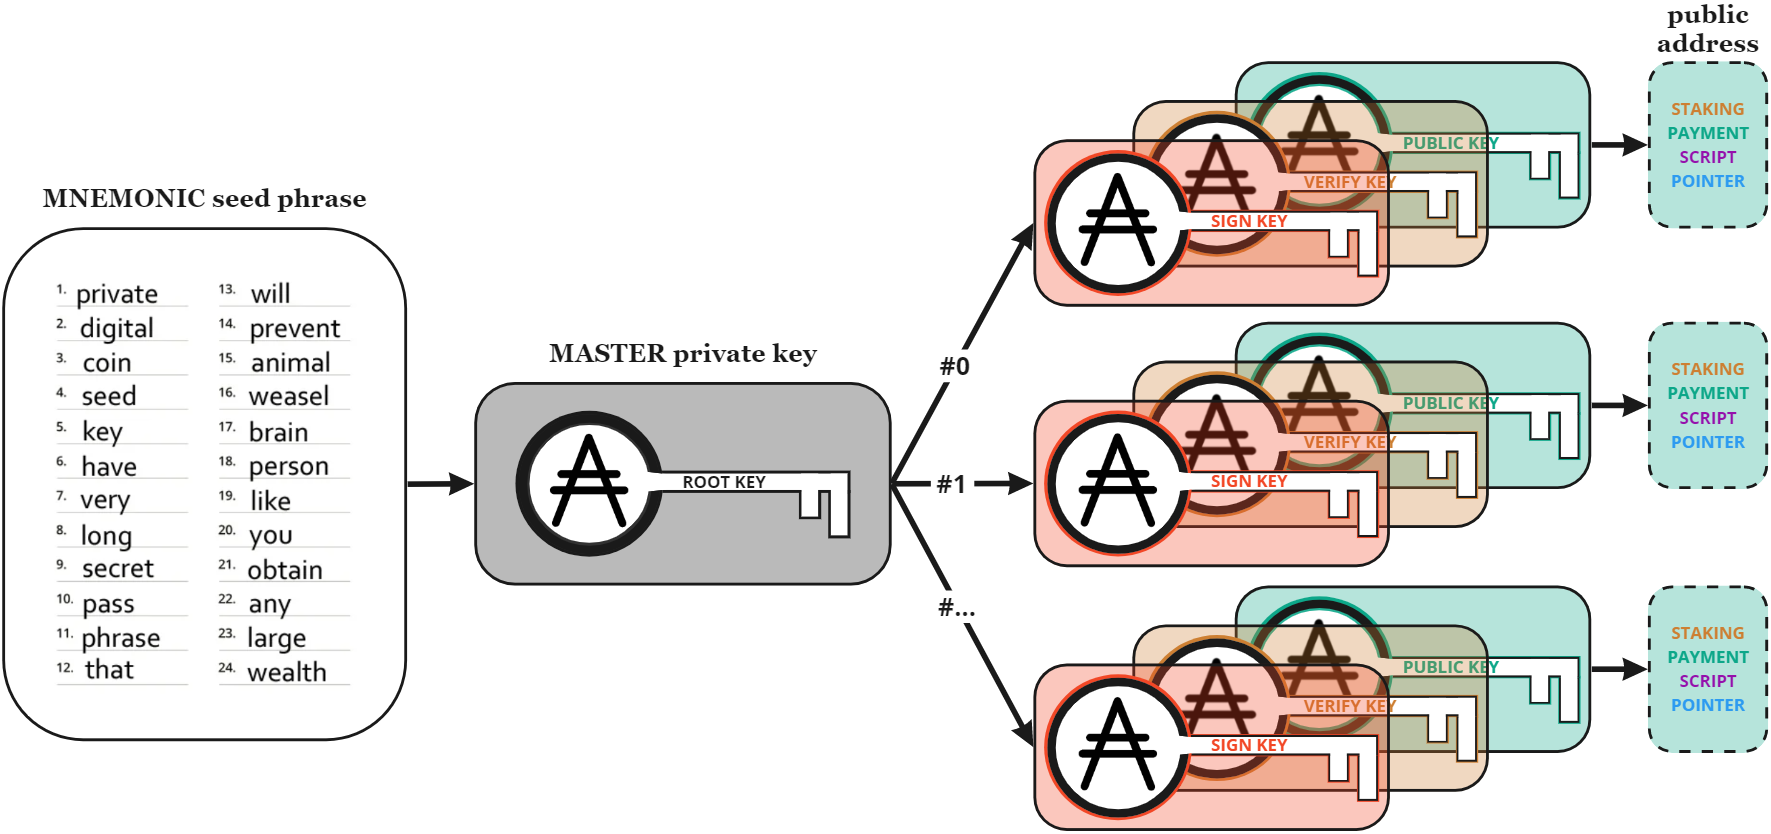 MNEMONIC seed phrase
1. private
2. digital
3. coin
4. seed
5. key
6. have
7. very
8. long
9. secret
10. pass
11. phrase
12. that
13. will
14. prevent
15. animal
16. weasel
17. brain
18. person
19. like
20. you
21. obtain
22. any
23. large
24. wealth
MASTER private key
ROOT KEY
#0
#1
#...
SIGN KEY
VERIFY KEY
PUBLIC KEY
SIGN KEY
VERIFY KEY
PUBLIC KEY
SIGN KEY
VERIFY KEY
PUBLIC KEY
public
address
STAKING
PAYMENT
SCRIPT
POINTER
STAKING
PAYMENT
SCRIPT
POINTER
STAKING
PAYMENT
SCRIPT
POINTER